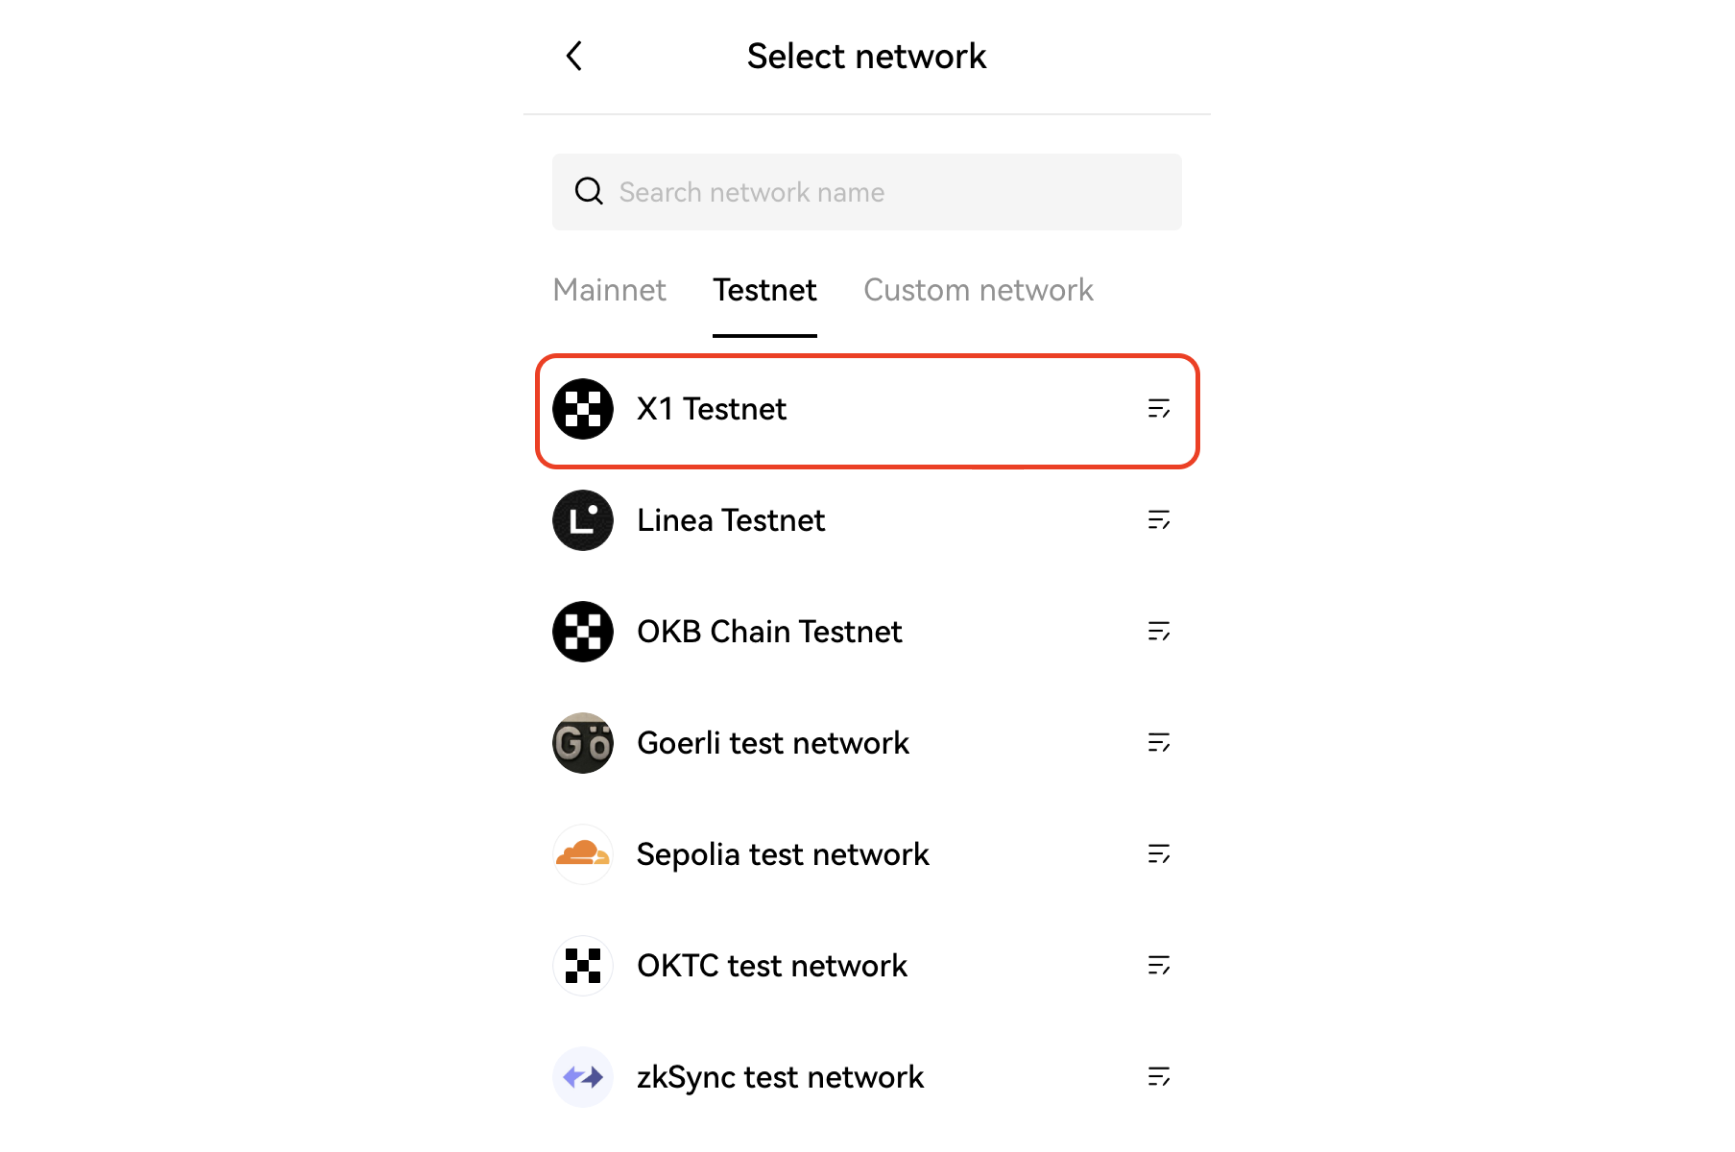 Select network
Search network name
Mainnet Testnet Custom network
X1 Testnet
L Linea Testnet
OKB Chain Testnet
Gö Goerli test network
Sepolia test network
OKTC test network
zkSync test network